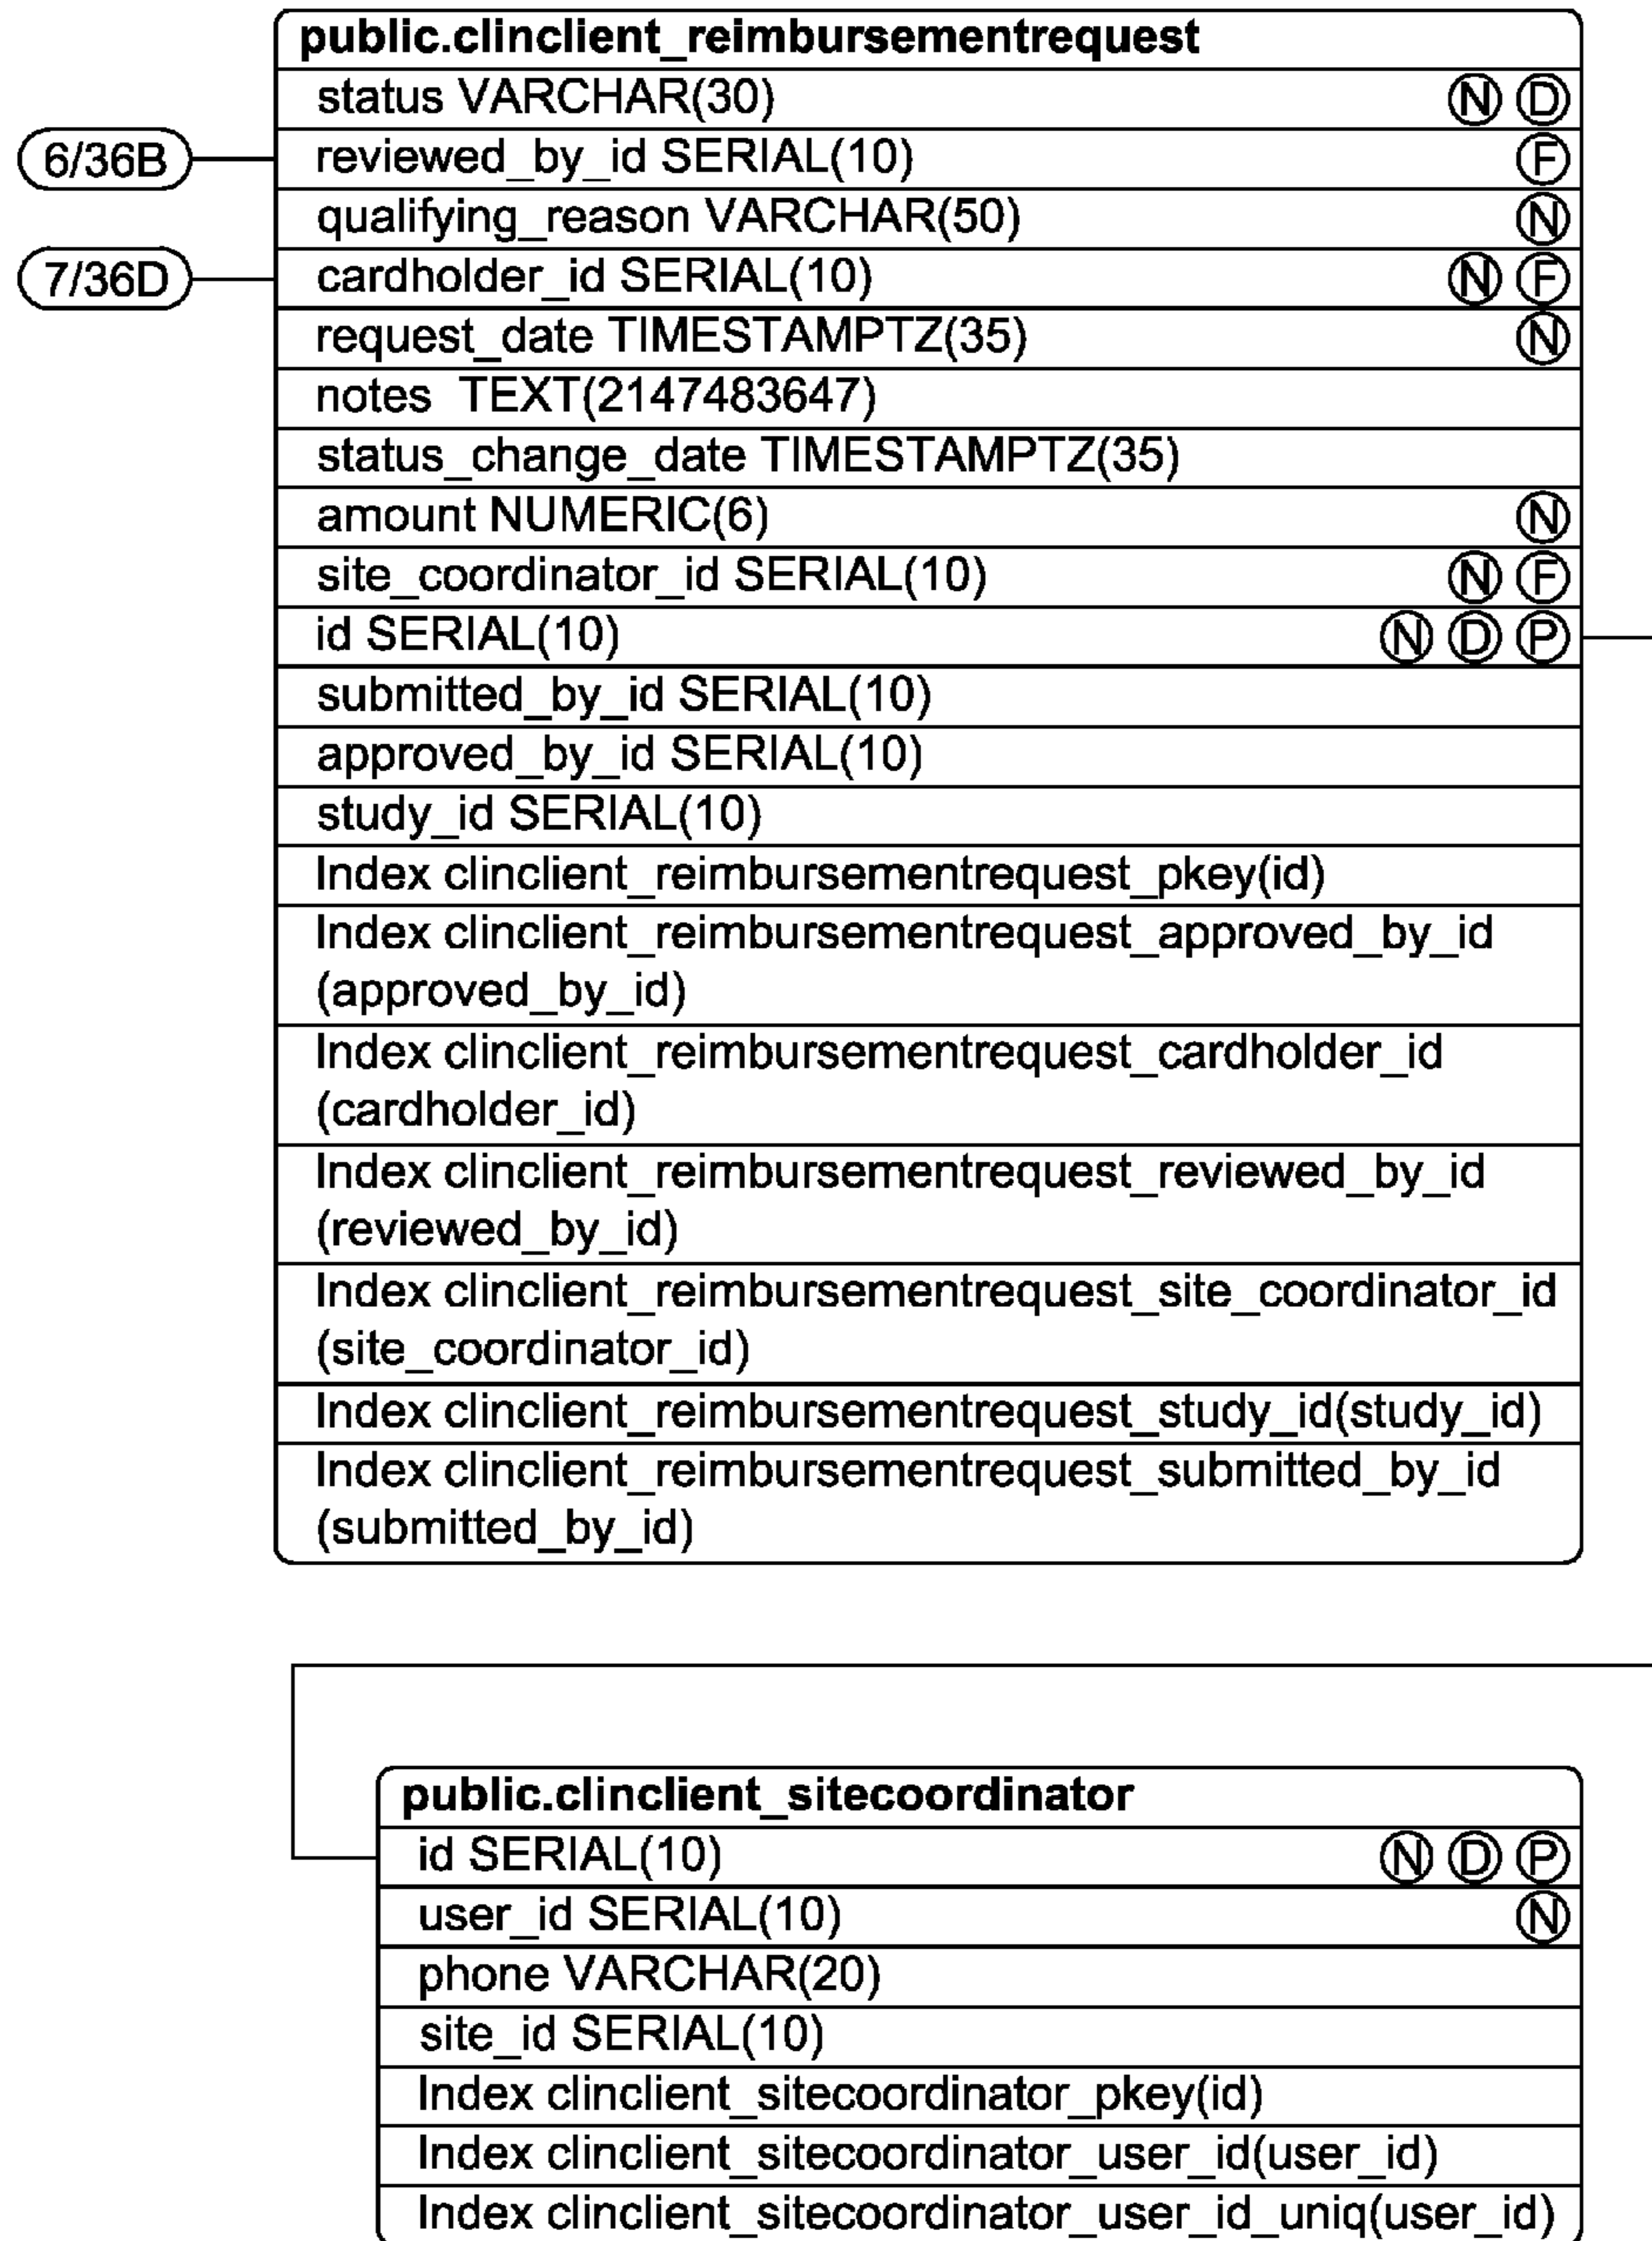 public.clinclient_reimbursementrequest
status VARCHAR(30) N D
6/36B reviewed_by_id SERIAL(10) F
qualifying_reason VARCHAR(50) N
7/36D cardholder_id SERIAL(10) N F
request_date TIMESTAMPTZ(35) N
notes TEXT(2147483647)
status_change_date TIMESTAMPTZ(35)
amount NUMERIC(6) N
site_coordinator_id SERIAL(10) N F
id SERIAL(10) N D P
submitted_by_id SERIAL(10)
approved_by_id SERIAL(10)
study_id SERIAL(10)
Index clinclient_reimbursementrequest_pkey(id)
Index clinclient_reimbursementrequest_approved_by_id
(approved_by_id)
Index clinclient_reimbursementrequest_cardholder_id
(cardholder_id)
Index clinclient_reimbursementrequest_reviewed_by_id
(reviewed_by_id)
Index clinclient_reimbursementrequest_site_coordinator_id
(site_coordinator_id)
Index clinclient_reimbursementrequest_study_id(study_id)
Index clinclient_reimbursementrequest_submitted_by_id
(submitted_by_id)
public.clinclient_sitecoordinator
id SERIAL(10) N D P
user_id SERIAL(10) N
phone VARCHAR(20)
site_id SERIAL(10)
Index clinclient_sitecoordinator_pkey(id)
Index clinclient_sitecoordinator_user_id(user_id)
Index clinclient_sitecoordinator_user_id_uniq(user_id)